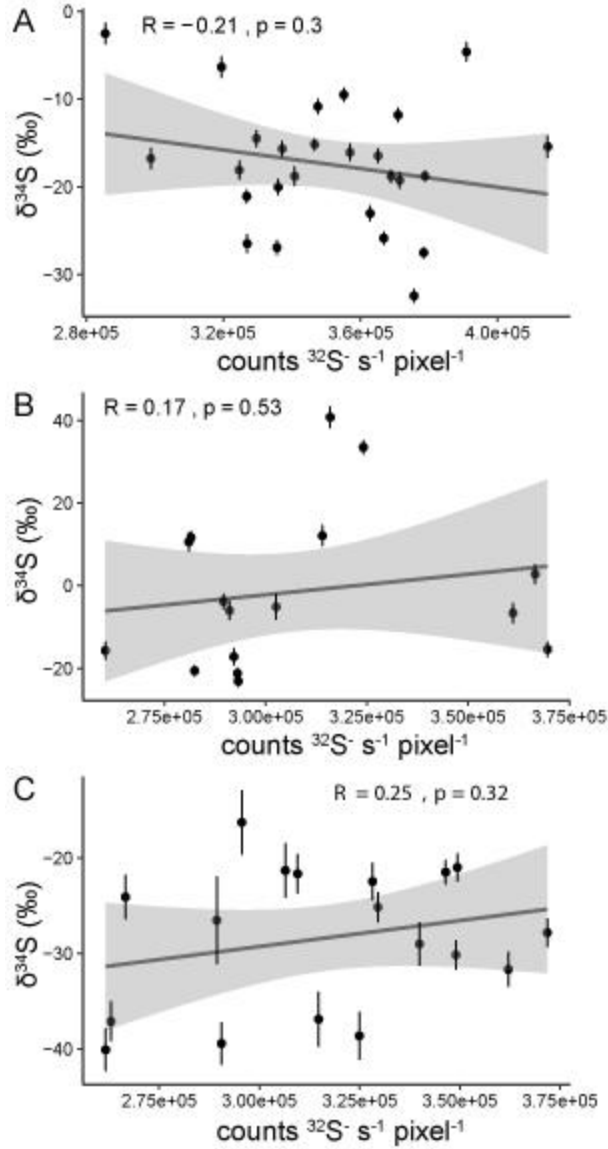 A
R = −0.21 , p = 0.3
δ³⁴S (‰)
0
−10
−20
−30
2.8e+05 3.2e+05 3.6e+05 4.0e+05
counts ³²S⁻ s⁻¹ pixel⁻¹
B
R = 0.17 , p = 0.53
δ³⁴S (‰)
40
20
0
−20
2.75e+05 3.00e+05 3.25e+05 3.50e+05 3.75e+05
counts ³²S⁻ s⁻¹ pixel⁻¹
C
R = 0.25 , p = 0.32
δ³⁴S (‰)
−20
−30
−40
2.75e+05 3.00e+05 3.25e+05 3.50e+05 3.75e+05
counts ³²S⁻ s⁻¹ pixel⁻¹